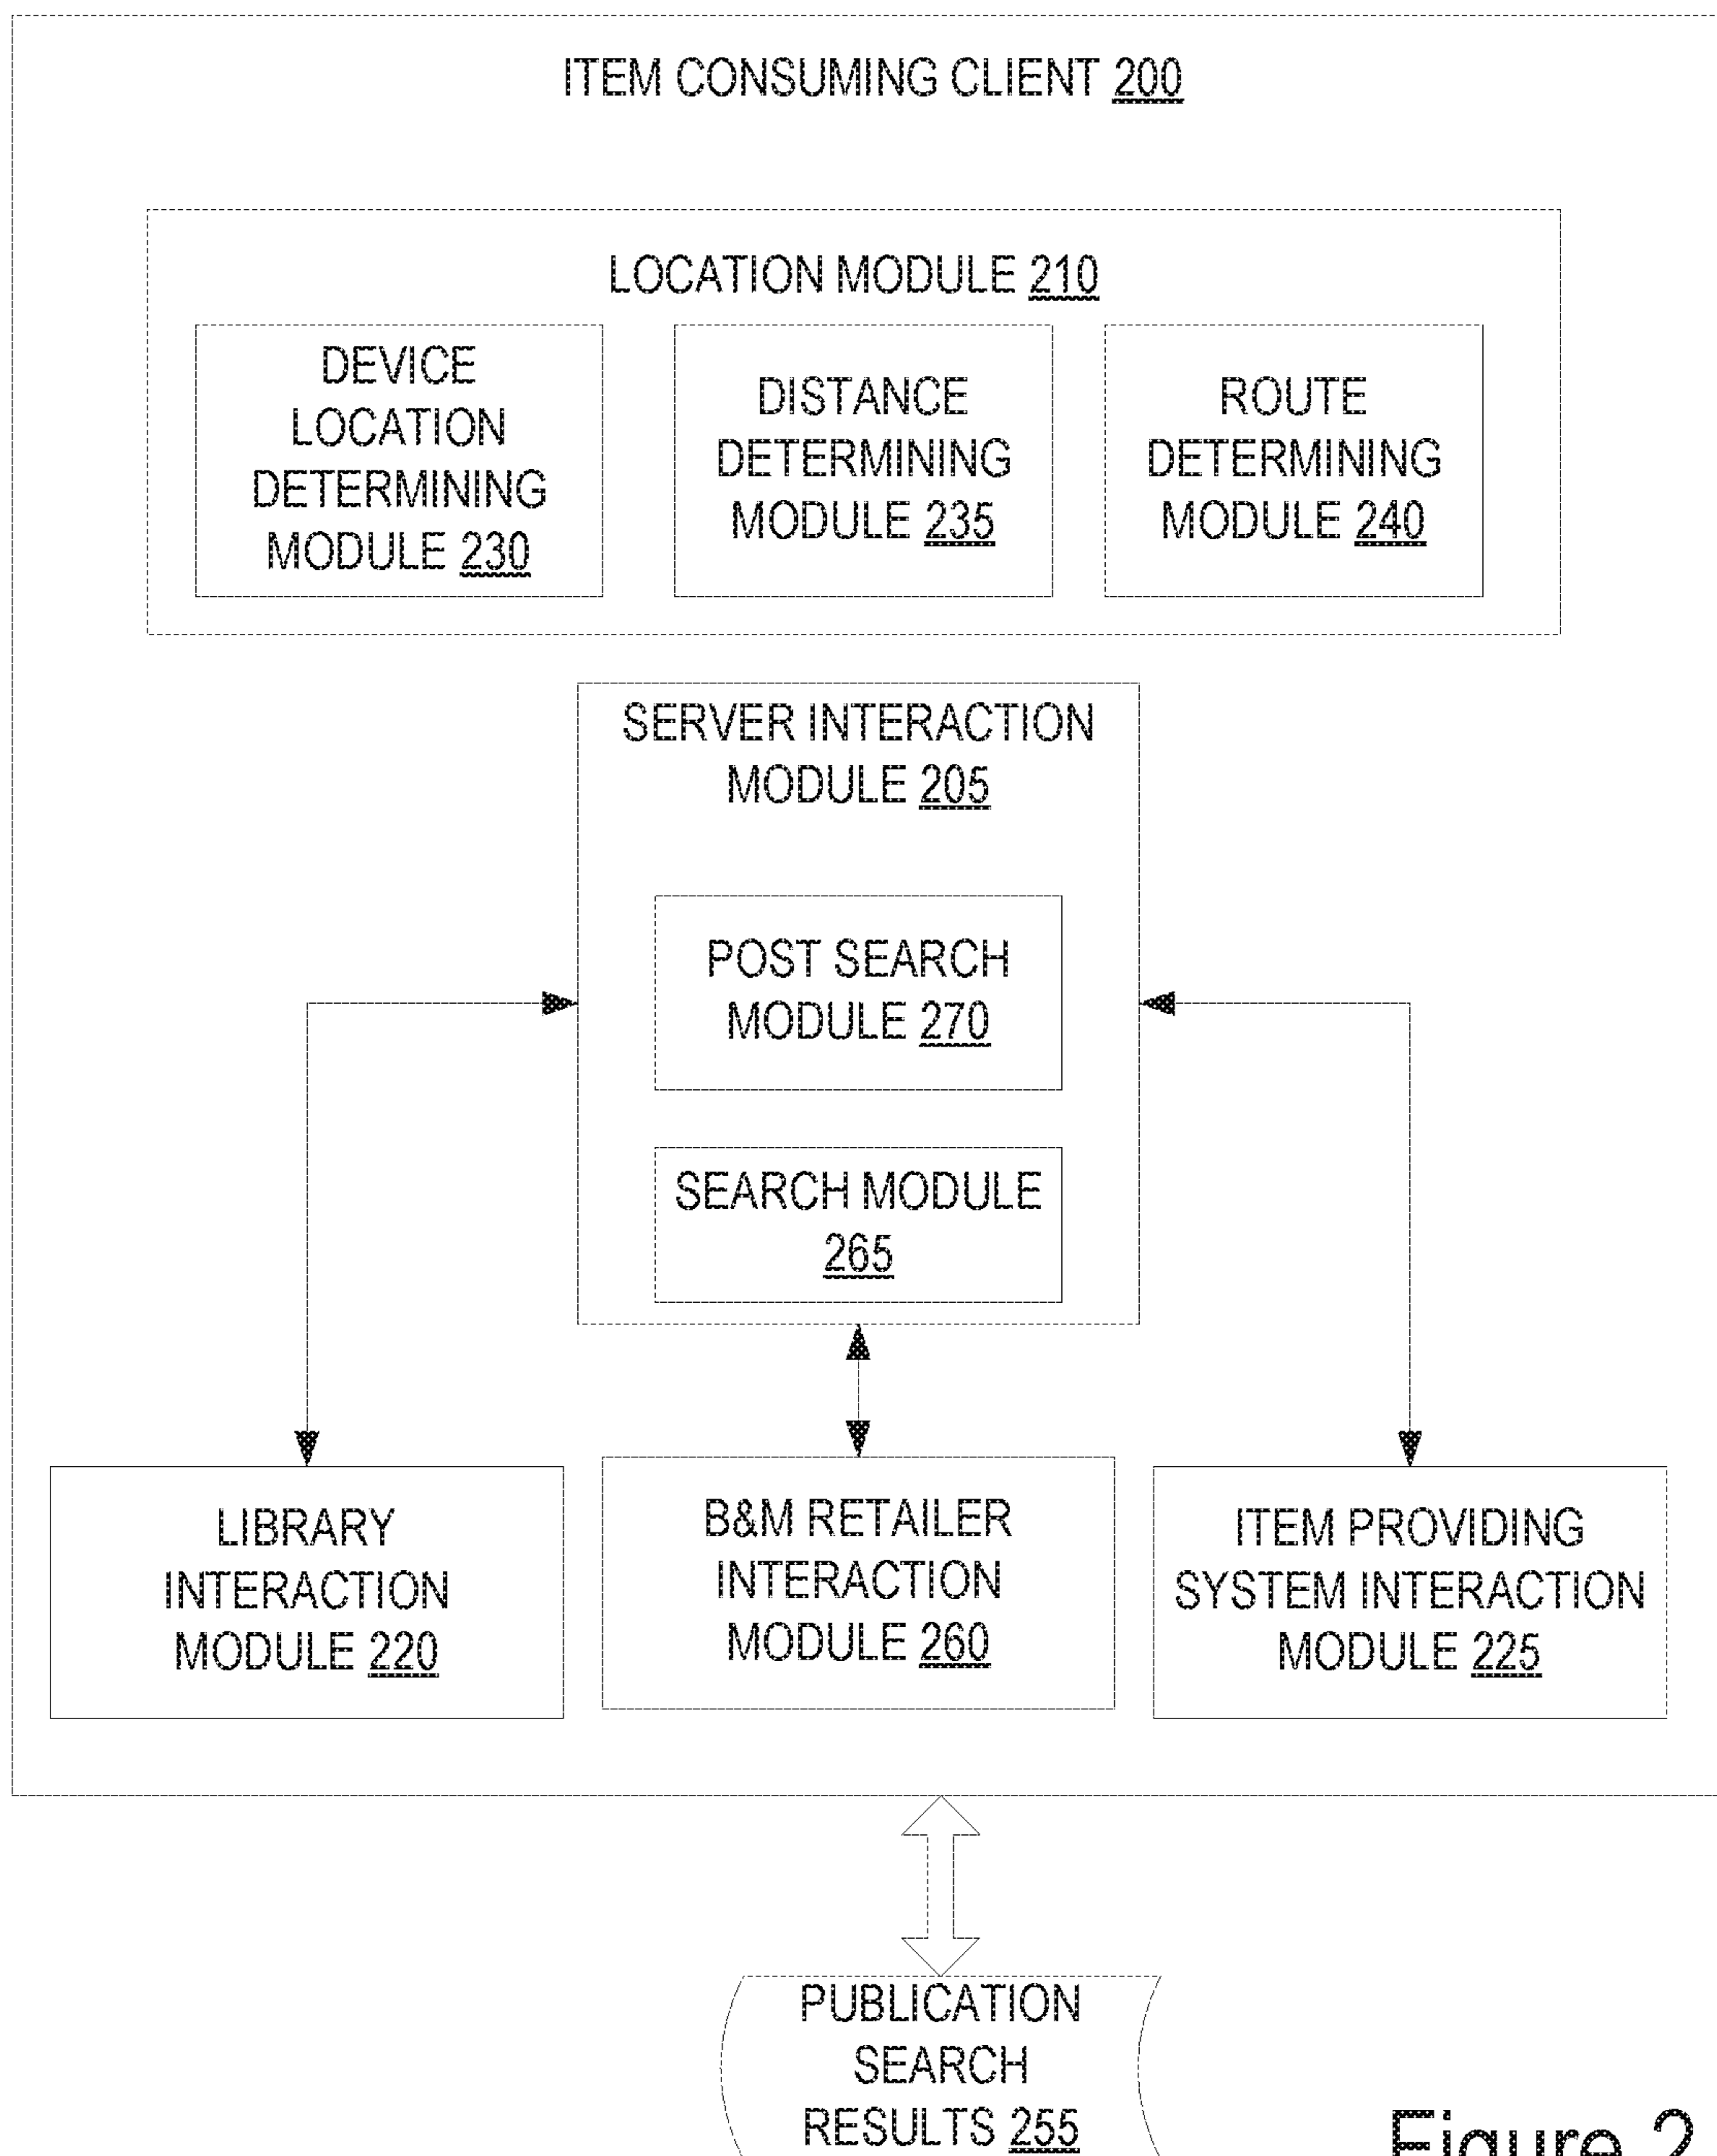 ITEM CONSUMING CLIENT 200
LOCATION MODULE 210
DEVICE
LOCATION
DETERMINING
MODULE 230
DISTANCE
DETERMINING
MODULE 235
ROUTE
DETERMINING
MODULE 240
SERVER INTERACTION
MODULE 205
POST SEARCH
MODULE 270
SEARCH MODULE
265
LIBRARY
INTERACTION
MODULE 220
B&M RETAILER
INTERACTION
MODULE 260
ITEM PROVIDING
SYSTEM INTERACTION
MODULE 225
PUBLICATION
SEARCH
RESULTS 255
Figure 2